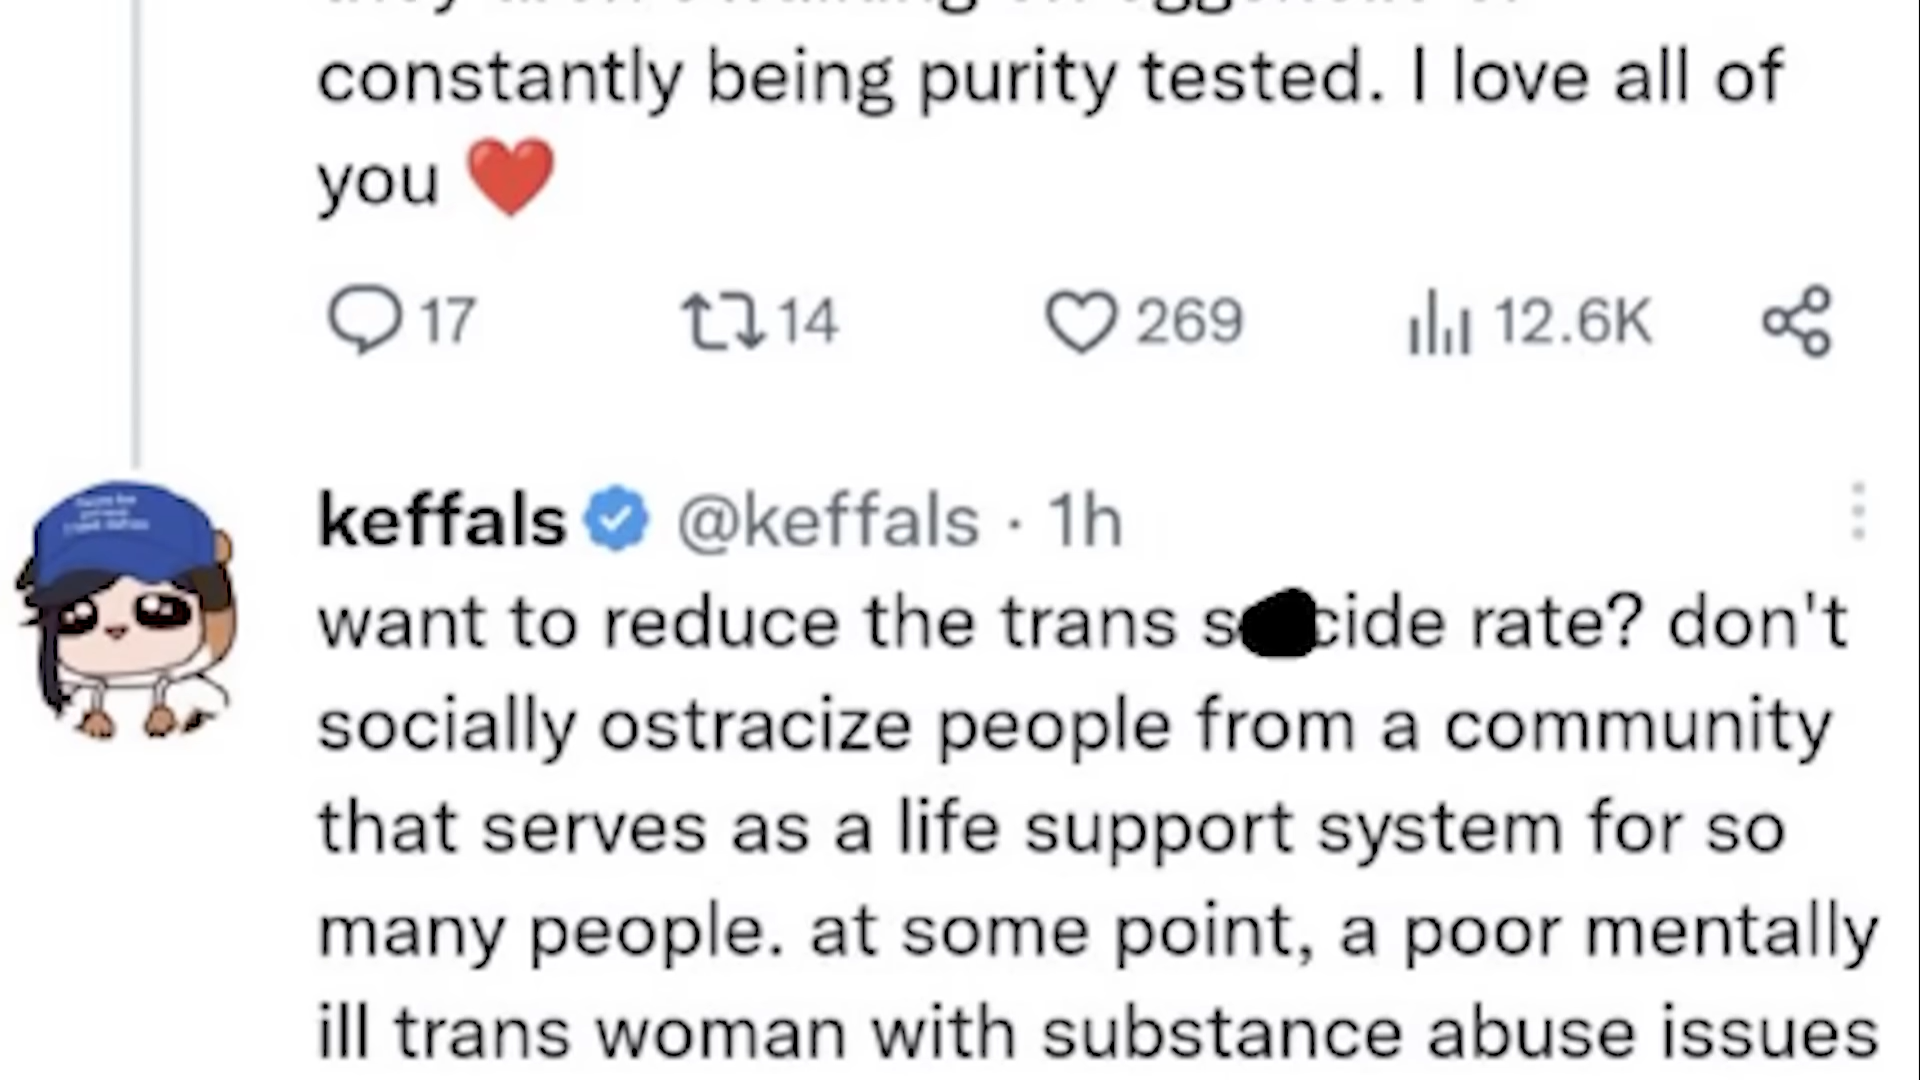 constantly being purity tested. I love all of
you ❤️
17 14 269 12.6K
keffals @keffals · 1h
want to reduce the trans s cide rate? don't
socially ostracize people from a community
that serves as a life support system for so
many people. at some point, a poor mentally
ill trans woman with substance abuse issues